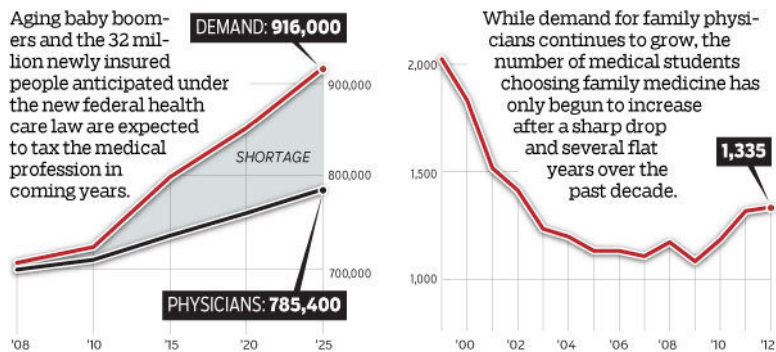 Aging baby boom-
ers and the 32 mil-
lion newly insured
people anticipated under
the new federal health
care law are expected
to tax the medical
profession in
coming years.
DEMAND: 916,000
900,000
SHORTAGE
800,000
700,000
PHYSICIANS: 785,400
'08 '10 '15 '20 '25
While demand for family physi-
cians continues to grow, the
number of medical students
choosing family medicine has
only begun to increase
after a sharp drop
and several flat
years over the
past decade.
2,000
1,335
1,500
1,000
'00 '02 '04 '06 '08 '10 '12